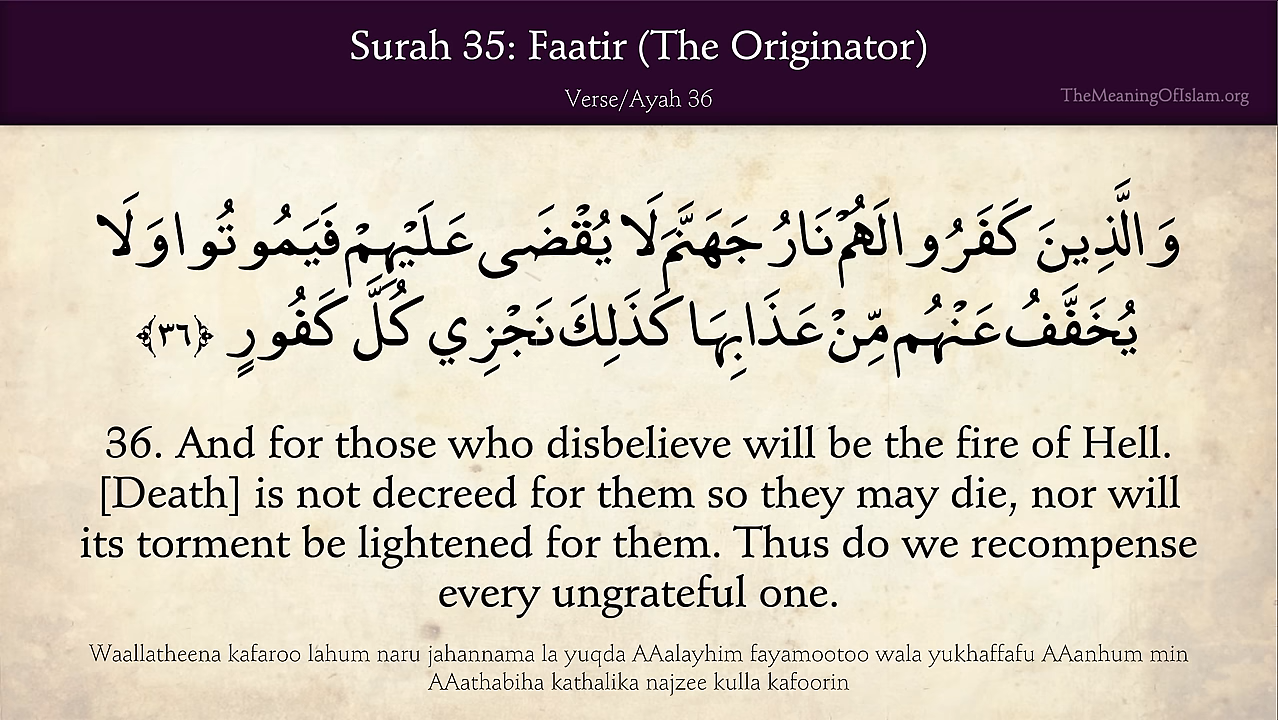 Surah 35: Faatir (The Originator)
Verse/Ayah 36
TheMeaningOfIslam.org
وَالَّذِينَ كَفَرُوا لَهُمْ نَارُ جَهَنَّمَ لَا يُقْضَى عَلَيْهِمْ فَيَمُوتُوا وَلَا
يُخَفَّفُ عَنْهُم مِّنْ عَذَابِهَا كَذَلِكَ نَجْزِي كُلَّ كَفُورٍ ﴿٣٦﴾
36. And for those who disbelieve will be the fire of Hell.
[Death] is not decreed for them so they may die, nor will
its torment be lightened for them. Thus do we recompense
every ungrateful one.
Waallatheena kafaroo lahum naru jahannama la yuqda AAalayhim fayamootoo wala yukhaffafu AAanhum min
AAathabiha kathalika najzee kulla kafoorin